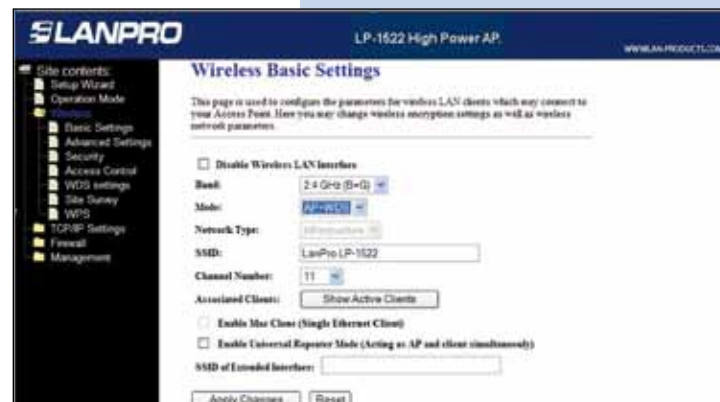 LANPRO
LP-1522 High Power AP.
Site contents:
Setup Wizard
Operation Mode
Wireless
Basic Settings
Advanced Settings
Security
Access Control
WDS settings
Site Survey
WPS
TCP/IP Settings
Firewall
Management
Wireless Basic Settings
This page is used to configure the parameters for wireless LAN clients which may connect to
your Access Point. Here you may change wireless encryption settings as well as wireless
network parameters.
Disable Wireless LAN Interface
Band: 2.4 GHz (B+G)
Mode: AP+WDS
Network Type: Infrastructure
SSID: LanPro LP-1522
Channel Number: 11
Associated Clients: Show Active Clients
Enable Mac Clone (Single Ethernet Client)
Enable Universal Repeater Mode (Acting as AP and client simultaneously)
SSID of Extended Interface:
Apply Changes Reset